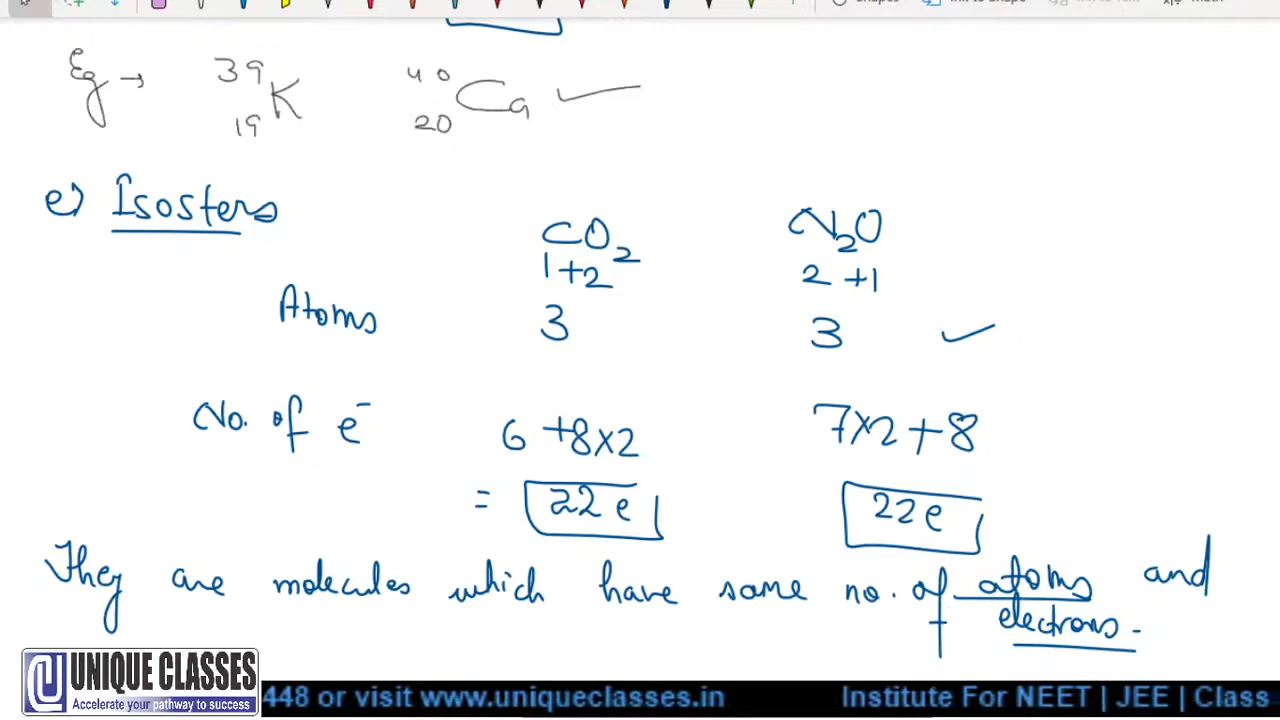 Eg → 39 19 K 40 20 Ca ✓
e) Isosters
CO2 N2O
1+2 2+1
Atoms 3 3 ✓
No. of e- 6+8x2 7x2+8
= 22e 22e
They are molecules which have same no. of atoms and
electrons.
UNIQUE CLASSES
Accelerate your pathway to success
448 or visit www.uniqueclasses.in Institute For NEET | JEE | Class